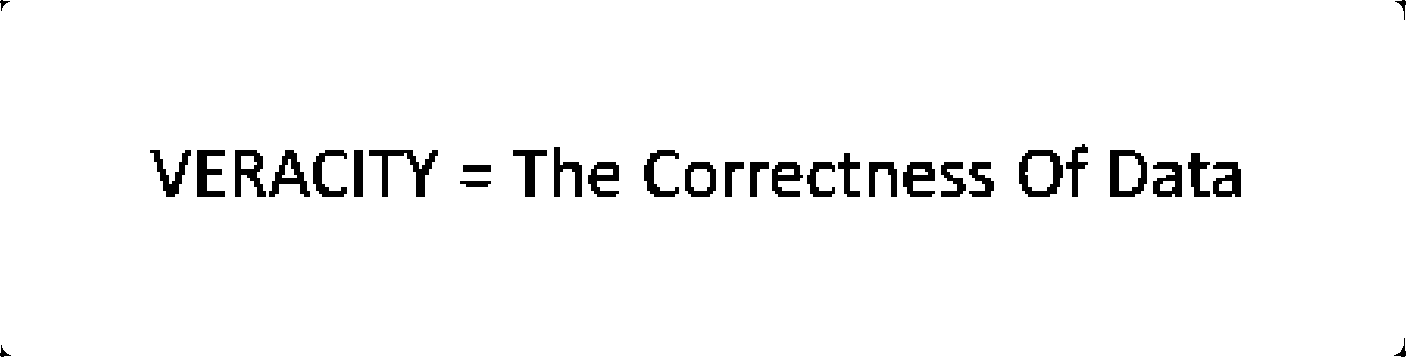 VERACITY = The Correctness Of Data